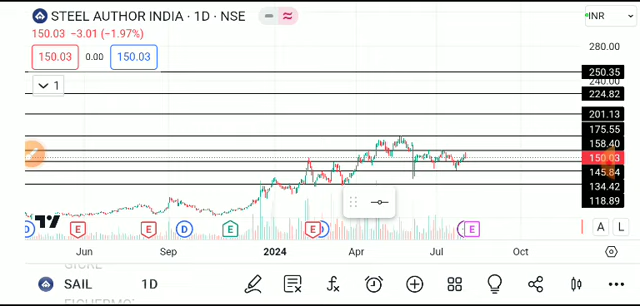 STEEL AUTHOR INDIA · 1D · NSE
INR
150.03 −3.01 (−1.97%)
150.03 0.00 150.03
1
280.00
250.35
240.00
224.82
201.13
175.55
158.40
150.03
145.84
134.42
118.89
D E E D E E D E
A L
Jun Sep 2024 Apr Jul Oct
SAIL 1D